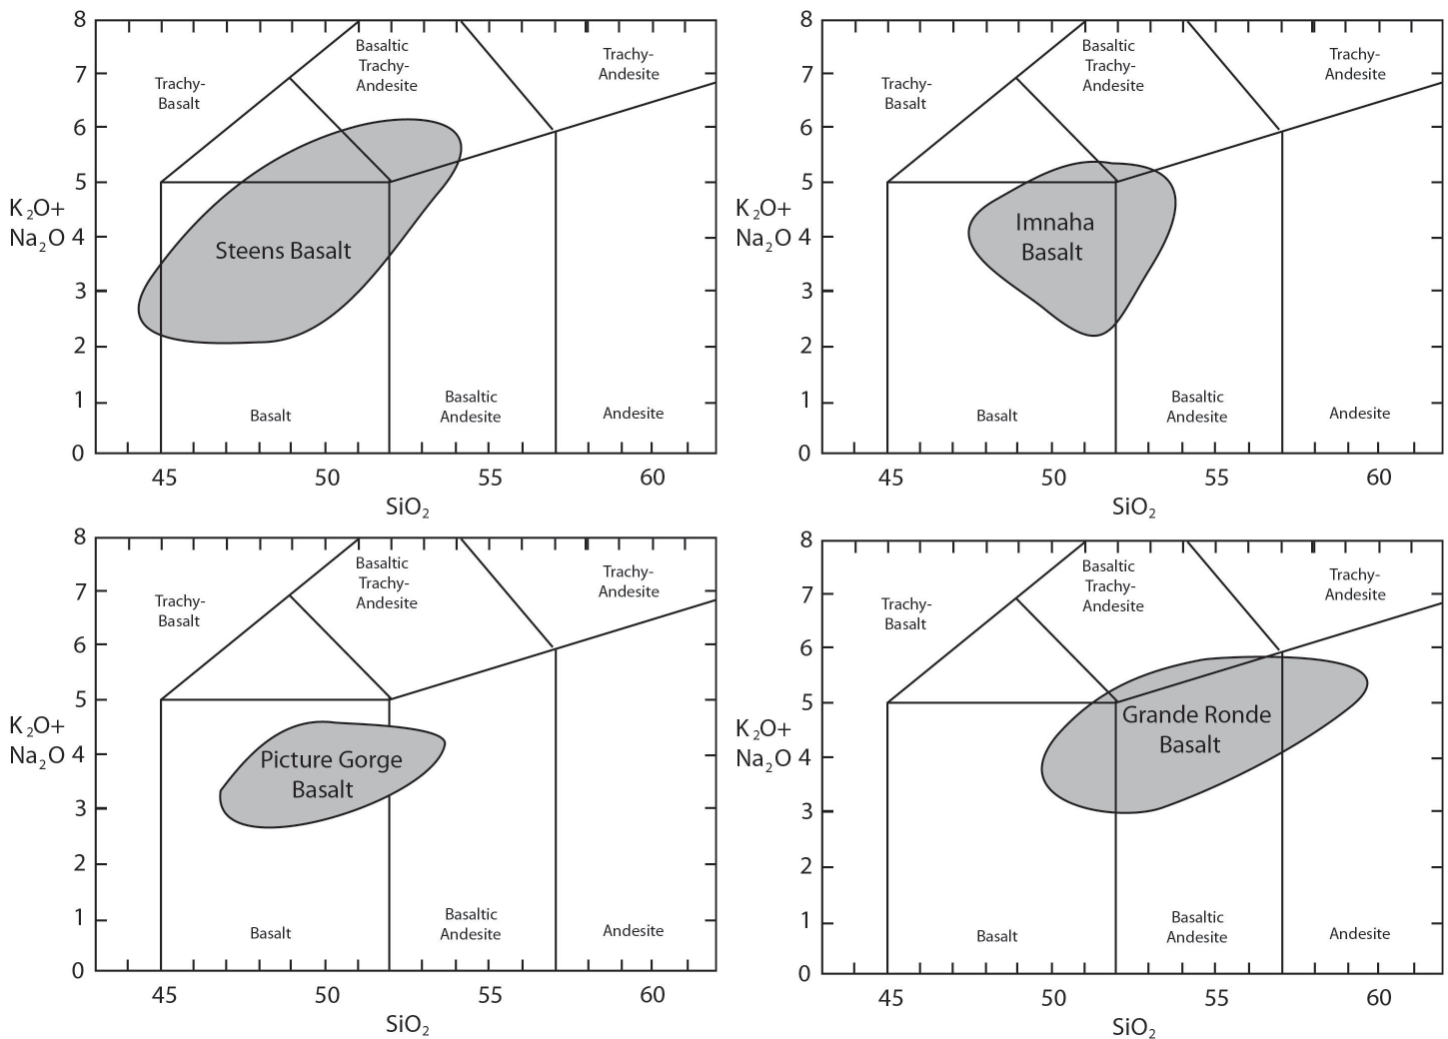 8
7
6
5
4
3
2
1
0
K₂O+
Na₂O
Trachy-
Basalt
Basaltic
Trachy-
Andesite
Trachy-
Andesite
Steens Basalt
Basalt
Basaltic
Andesite
Andesite
45 50 55 60
SiO₂
8
7
6
5
4
3
2
1
0
K₂O+
Na₂O
Trachy-
Basalt
Basaltic
Trachy-
Andesite
Trachy-
Andesite
Imnaha
Basalt
Basalt
Basaltic
Andesite
Andesite
45 50 55 60
SiO₂
8
7
6
5
4
3
2
1
0
K₂O+
Na₂O
Trachy-
Basalt
Basaltic
Trachy-
Andesite
Trachy-
Andesite
Picture Gorge
Basalt
Basalt
Basaltic
Andesite
Andesite
45 50 55 60
SiO₂
8
7
6
5
4
3
2
1
0
K₂O+
Na₂O
Trachy-
Basalt
Basaltic
Trachy-
Andesite
Trachy-
Andesite
Grande Ronde
Basalt
Basalt
Basaltic
Andesite
Andesite
45 50 55 60
SiO₂